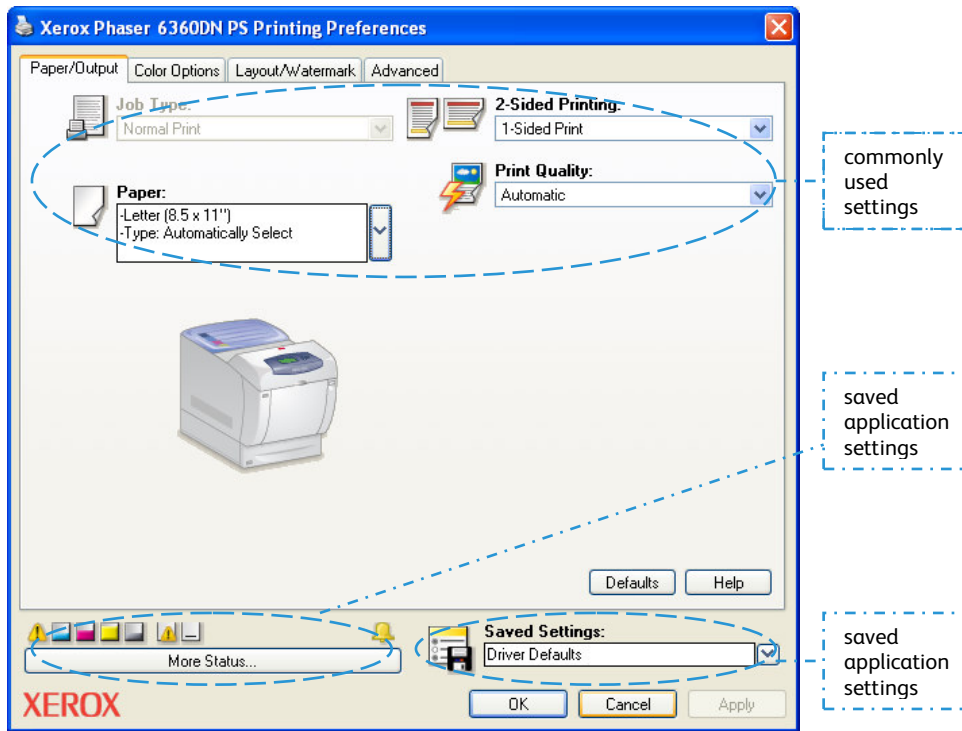 Xerox Phaser 6360DN PS Printing Preferences
Paper/Output Color Options Layout/Watermark Advanced
Job Type:
Normal Print
2-Sided Printing:
1-Sided Print
Print Quality:
Automatic
Paper:
-Letter (8.5 x 11")
-Type: Automatically Select
commonly
used
settings
saved
application
settings
Defaults Help
More Status...
Saved Settings:
Driver Defaults
saved
application
settings
XEROX
OK Cancel Apply